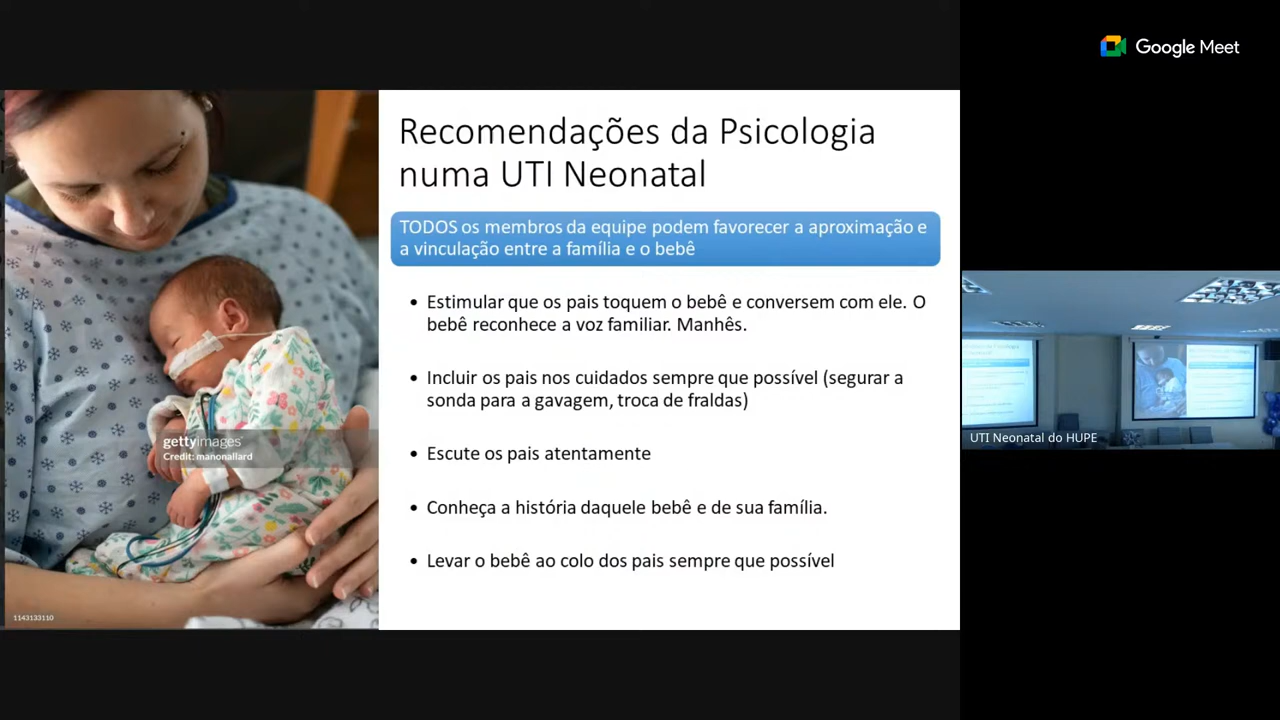 Google Meet
Recomendações da Psicologia
numa UTI Neonatal
TODOS os membros da equipe podem favorecer a aproximação e
a vinculação entre a família e o bebê
• Estimular que os pais toquem o bebê e conversem com ele. O
bebê reconhece a voz familiar. Manhês.
• Incluir os pais nos cuidados sempre que possível (segurar a
sonda para a gavagem, troca de fraldas)
• Escute os pais atentamente
• Conheça a história daquele bebê e de sua família.
• Levar o bebê ao colo dos pais sempre que possível
gettyimages
Credit: manonallard
1143133110
UTI Neonatal do HUPE